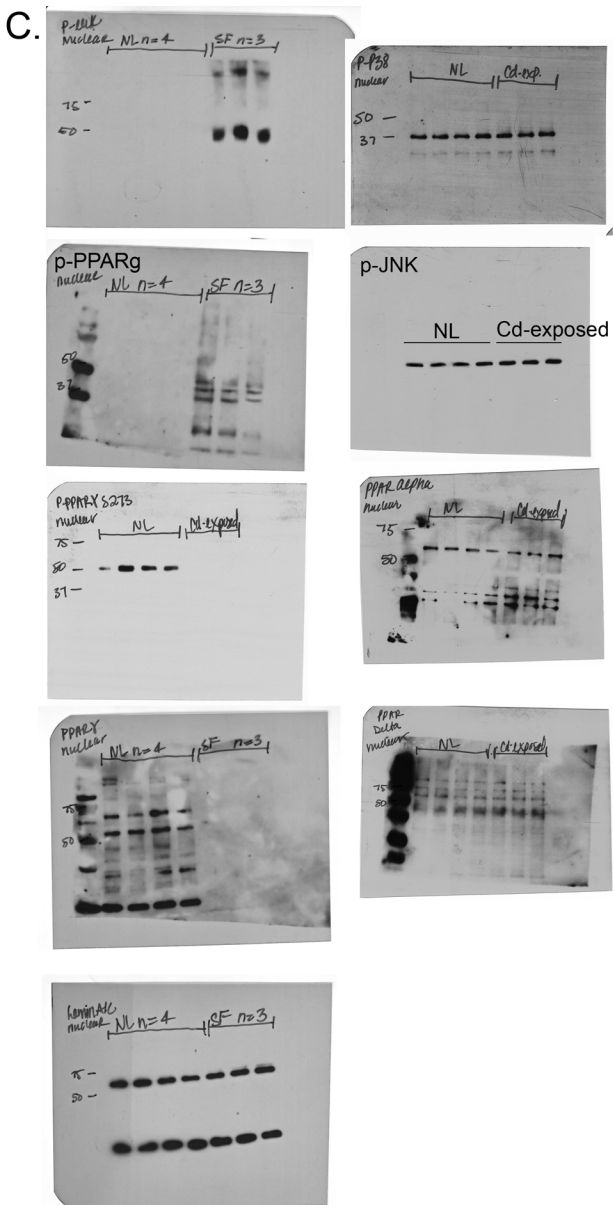 C.
nuclear NL n=4 SF n=3
75 -
50 -
P-P38
nuclear
NL Cd-exp.
50 -
37 -
p-PPARg
nuclear
NL n=4 SF n=3
50
37
p-JNK
NL Cd-exposed
P-PPARγ S273
nuclear
NL Cd-exposed
75 -
50 -
37 -
PPAR alpha
nuclear
NL Cd-exposed
75 -
50
PPARγ
nuclear
NL n=4 SF n=3
75
50
PPAR
Delta
nuclear
NL Cd-exposed
75
50
Lamin A/C
nuclear
NL n=4 SF n=3
75 -
50 -